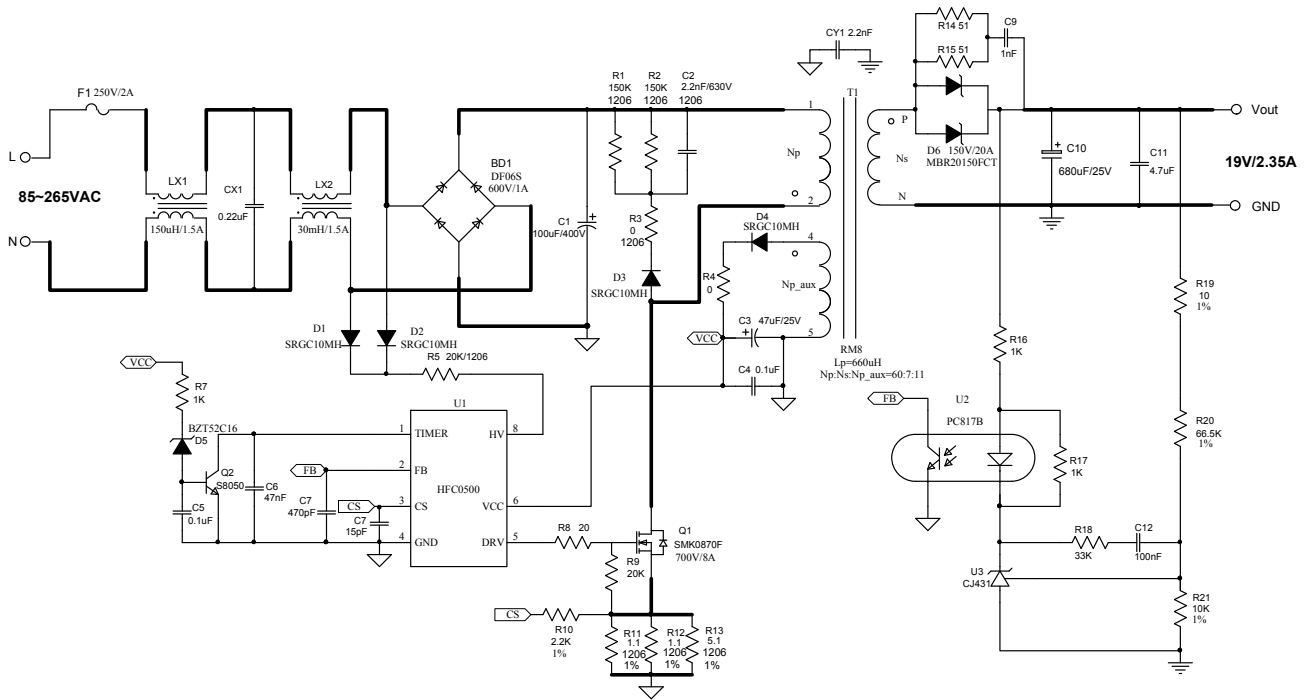 F1 250V/2A
L
85~265VAC
N
LX1
150uH/1.5A
CX1
0.22uF
LX2
30mH/1.5A
BD1
DF06S
600V/1A
C1
100uF/400V
+
R1
150K
1206
R2
150K
1206
C2
2.2nF/630V
1206
R3
0
1206
D3
SRGC10MH
CY1 2.2nF
T1
1
Np
2
D4
SRGC10MH
4
R4
0
Np_aux
C3 47uF/25V
+
5
VCC
C4 0.1uF
RM8
Lp=660uH
Np:Ns:Np_aux=60:7:11
P
Ns
N
R14 51
R15 51
C9
1nF
D6 150V/20A
MBR20150FCT
+
C10
680uF/25V
C11
4.7uF
Vout
19V/2.35A
GND
D1
SRGC10MH
D2
SRGC10MH
R5 20K/1206
VCC
R7
1K
BZT52C16
D5
Q2
S8050
C5
0.1uF
C6
47nF
FB
C7
470pF
CS
C7
15pF
U1
1 TIMER
HV 8
2 FB
HFC0500
3 CS
VCC 6
4 GND
DRV 5
R8 20
R9
20K
Q1
SMK0870F
700V/8A
CS
R10
2.2K
1%
R11
1.1
1206
1%
R12
1.1
1206
1%
R13
5.1
1206
1%
R16
1K
FB
U2
PC817B
R17
1K
R18
33K
C12
100nF
U3
CJ431
R19
10
1%
R20
66.5K
1%
R21
10K
1%